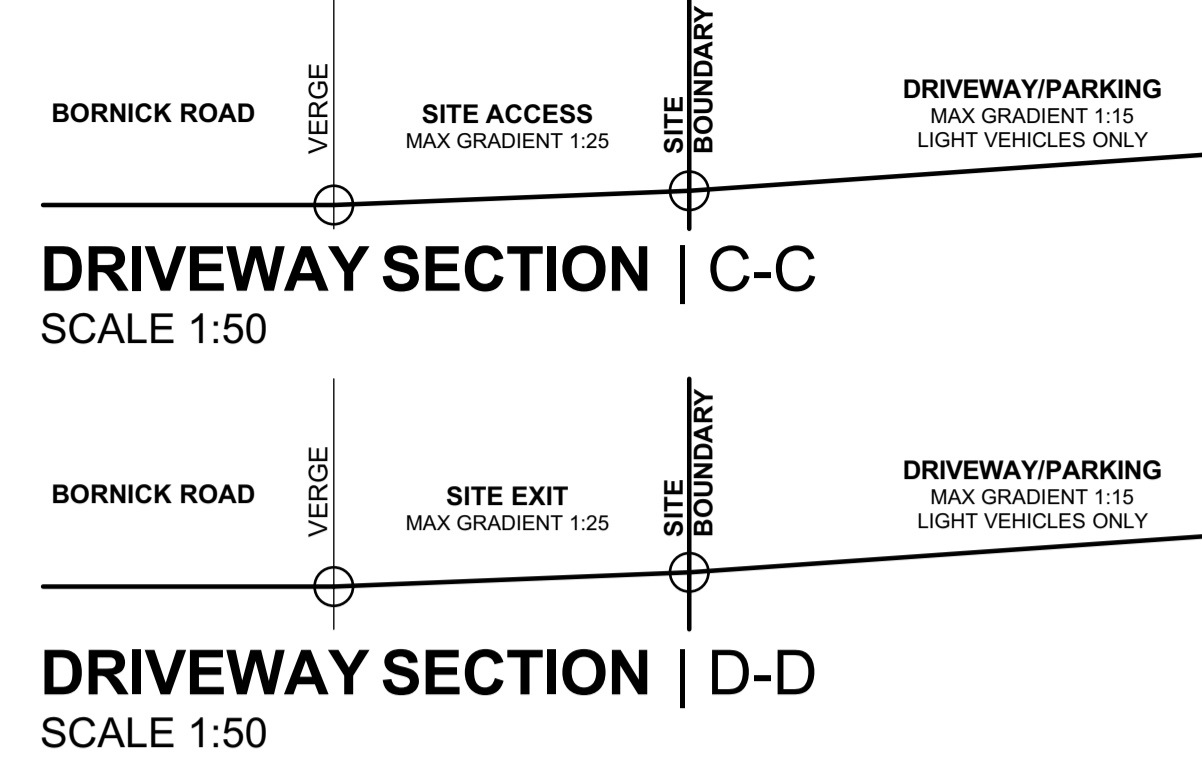 BORNICK ROAD
VERGE
SITE ACCESS
MAX GRADIENT 1:25
SITE
BOUNDARY
DRIVEWAY/PARKING
MAX GRADIENT 1:15
LIGHT VEHICLES ONLY
DRIVEWAY SECTION | C-C
SCALE 1:50
BORNICK ROAD
VERGE
SITE EXIT
MAX GRADIENT 1:25
SITE
BOUNDARY
DRIVEWAY/PARKING
MAX GRADIENT 1:15
LIGHT VEHICLES ONLY
DRIVEWAY SECTION | D-D
SCALE 1:50